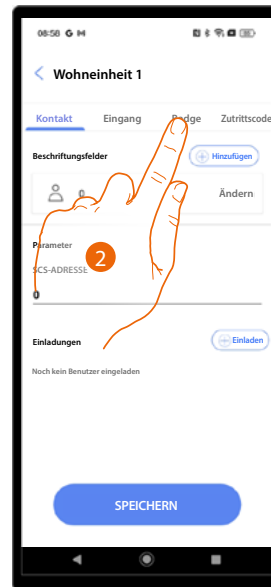 08:58 G M
Wohneinheit 1
Kontakt Eingang Badge Zutrittscode
Beschriftungsfelder Hinzufügen
0 Ändern
Parameter
SCS-ADRESSE
2
0
Einladungen Einladen
Noch kein Benutzer eingeladen
SPEICHERN